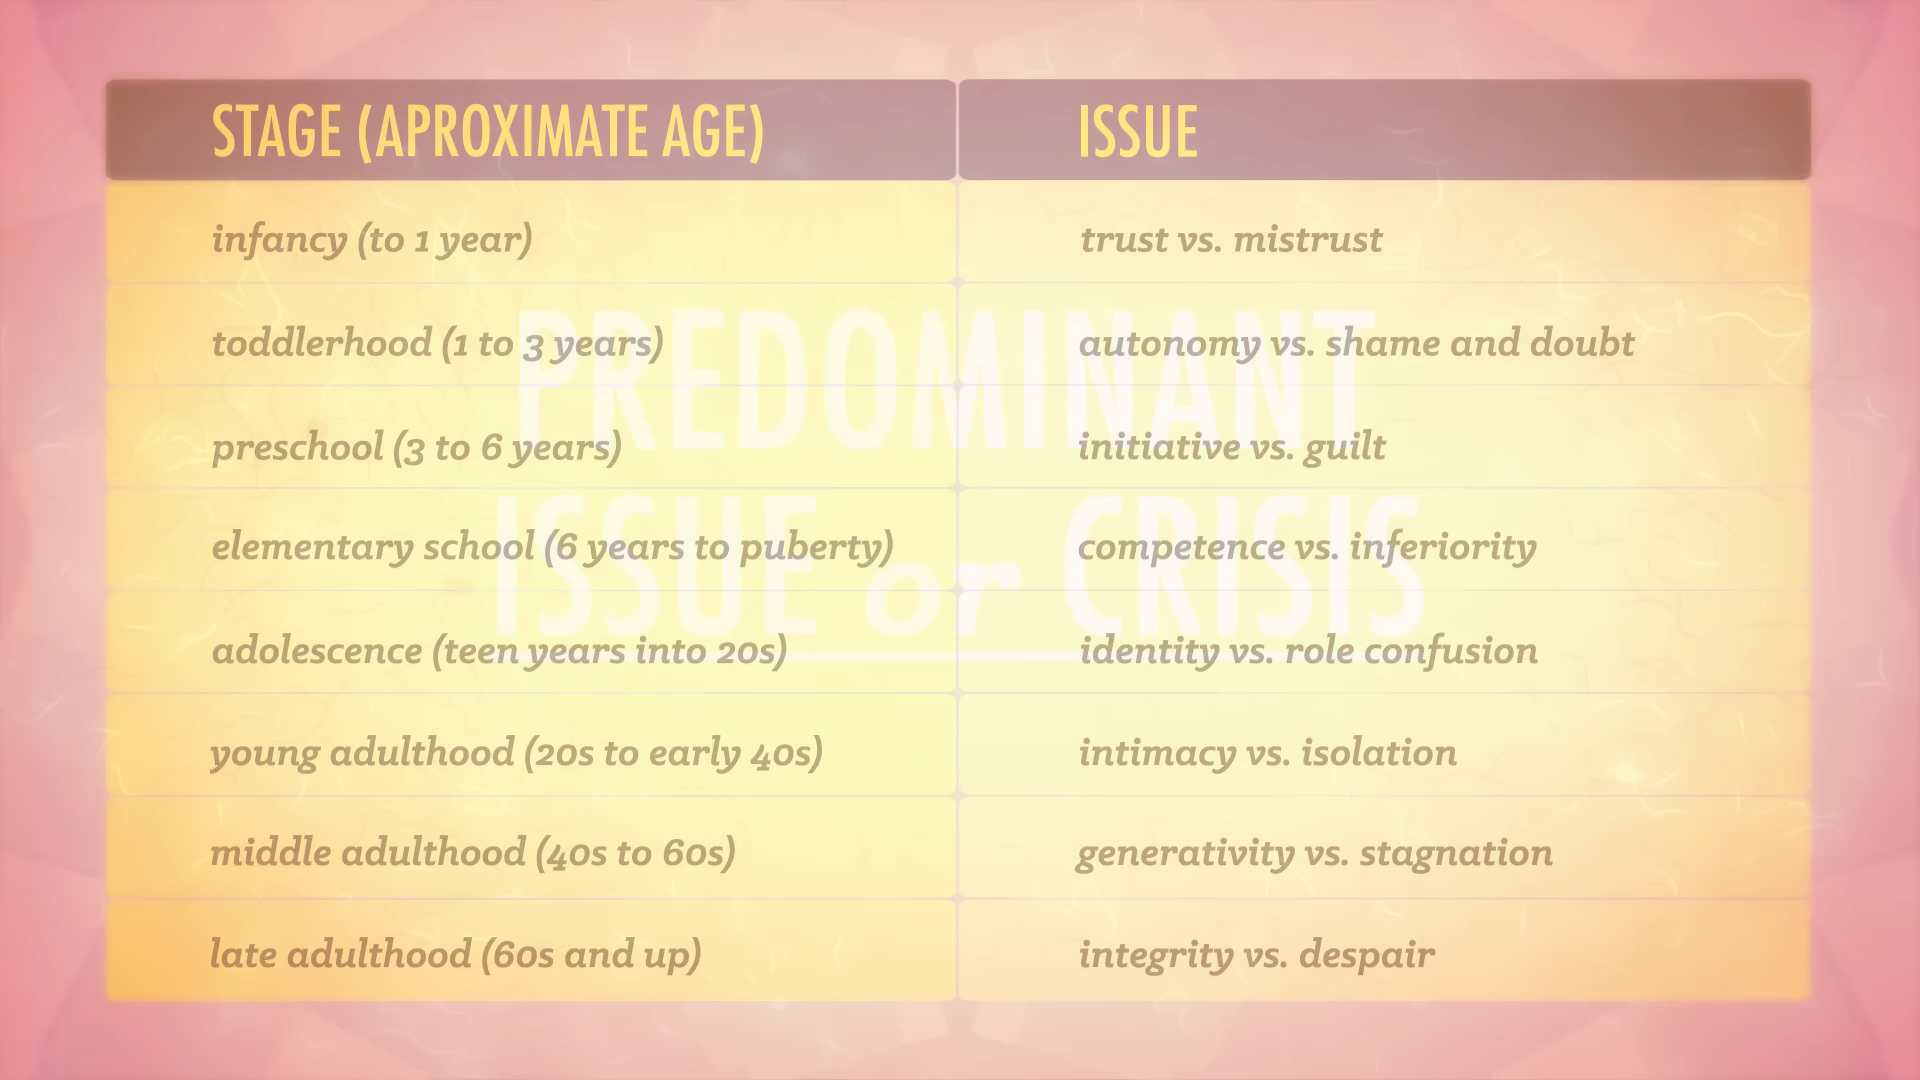 STAGE (APROXIMATE AGE) ISSUE
infancy (to 1 year) trust vs. mistrust
toddlerhood (1 to 3 years) autonomy vs. shame and doubt
preschool (3 to 6 years) initiative vs. guilt
elementary school (6 years to puberty) competence vs. inferiority
adolescence (teen years into 20s) identity vs. role confusion
young adulthood (20s to early 40s) intimacy vs. isolation
middle adulthood (40s to 60s) generativity vs. stagnation
late adulthood (60s and up) integrity vs. despair
PREDOMINANT
ISSUE or CRISIS